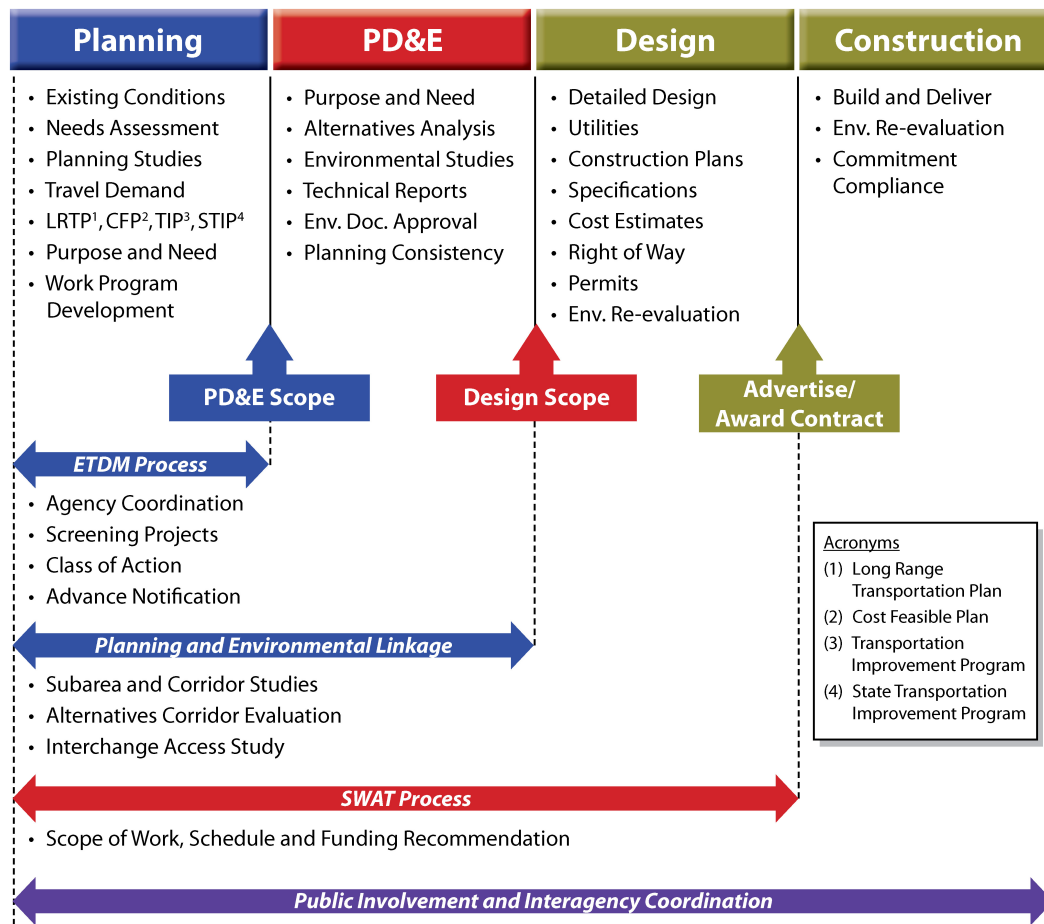 Planning
PD&E
Design
Construction
• Existing Conditions
• Needs Assessment
• Planning Studies
• Travel Demand
• LRTP¹, CFP², TIP³, STIP⁴
• Purpose and Need
• Work Program
Development
• Purpose and Need
• Alternatives Analysis
• Environmental Studies
• Technical Reports
• Env. Doc. Approval
• Planning Consistency
• Detailed Design
• Utilities
• Construction Plans
• Specifications
• Cost Estimates
• Right of Way
• Permits
• Env. Re-evaluation
• Build and Deliver
• Env. Re-evaluation
• Commitment
Compliance
PD&E Scope
Design Scope
Advertise/
Award Contract
ETDM Process
• Agency Coordination
• Screening Projects
• Class of Action
• Advance Notification
Planning and Environmental Linkage
• Subarea and Corridor Studies
• Alternatives Corridor Evaluation
• Interchange Access Study
Acronyms
(1) Long Range
Transportation Plan
(2) Cost Feasible Plan
(3) Transportation
Improvement Program
(4) State Transportation
Improvement Program
SWAT Process
• Scope of Work, Schedule and Funding Recommendation
Public Involvement and Interagency Coordination